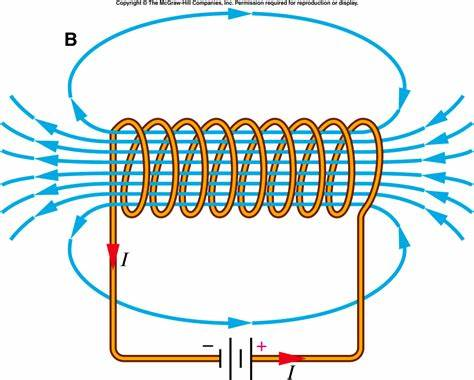 Copyright © The McGraw-Hill Companies, Inc. Permission required for reproduction or display.
B
I
− +
I